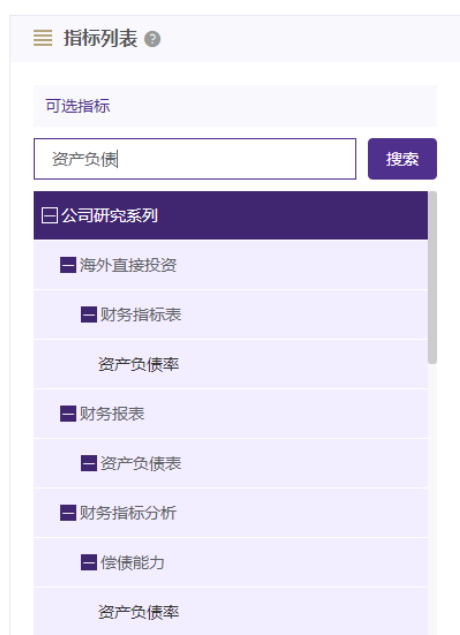 指标列表
可选指标
资产负债 搜索
公司研究系列
海外直接投资
财务指标表
资产负债率
财务报表
资产负债表
财务指标分析
偿债能力
资产负债率